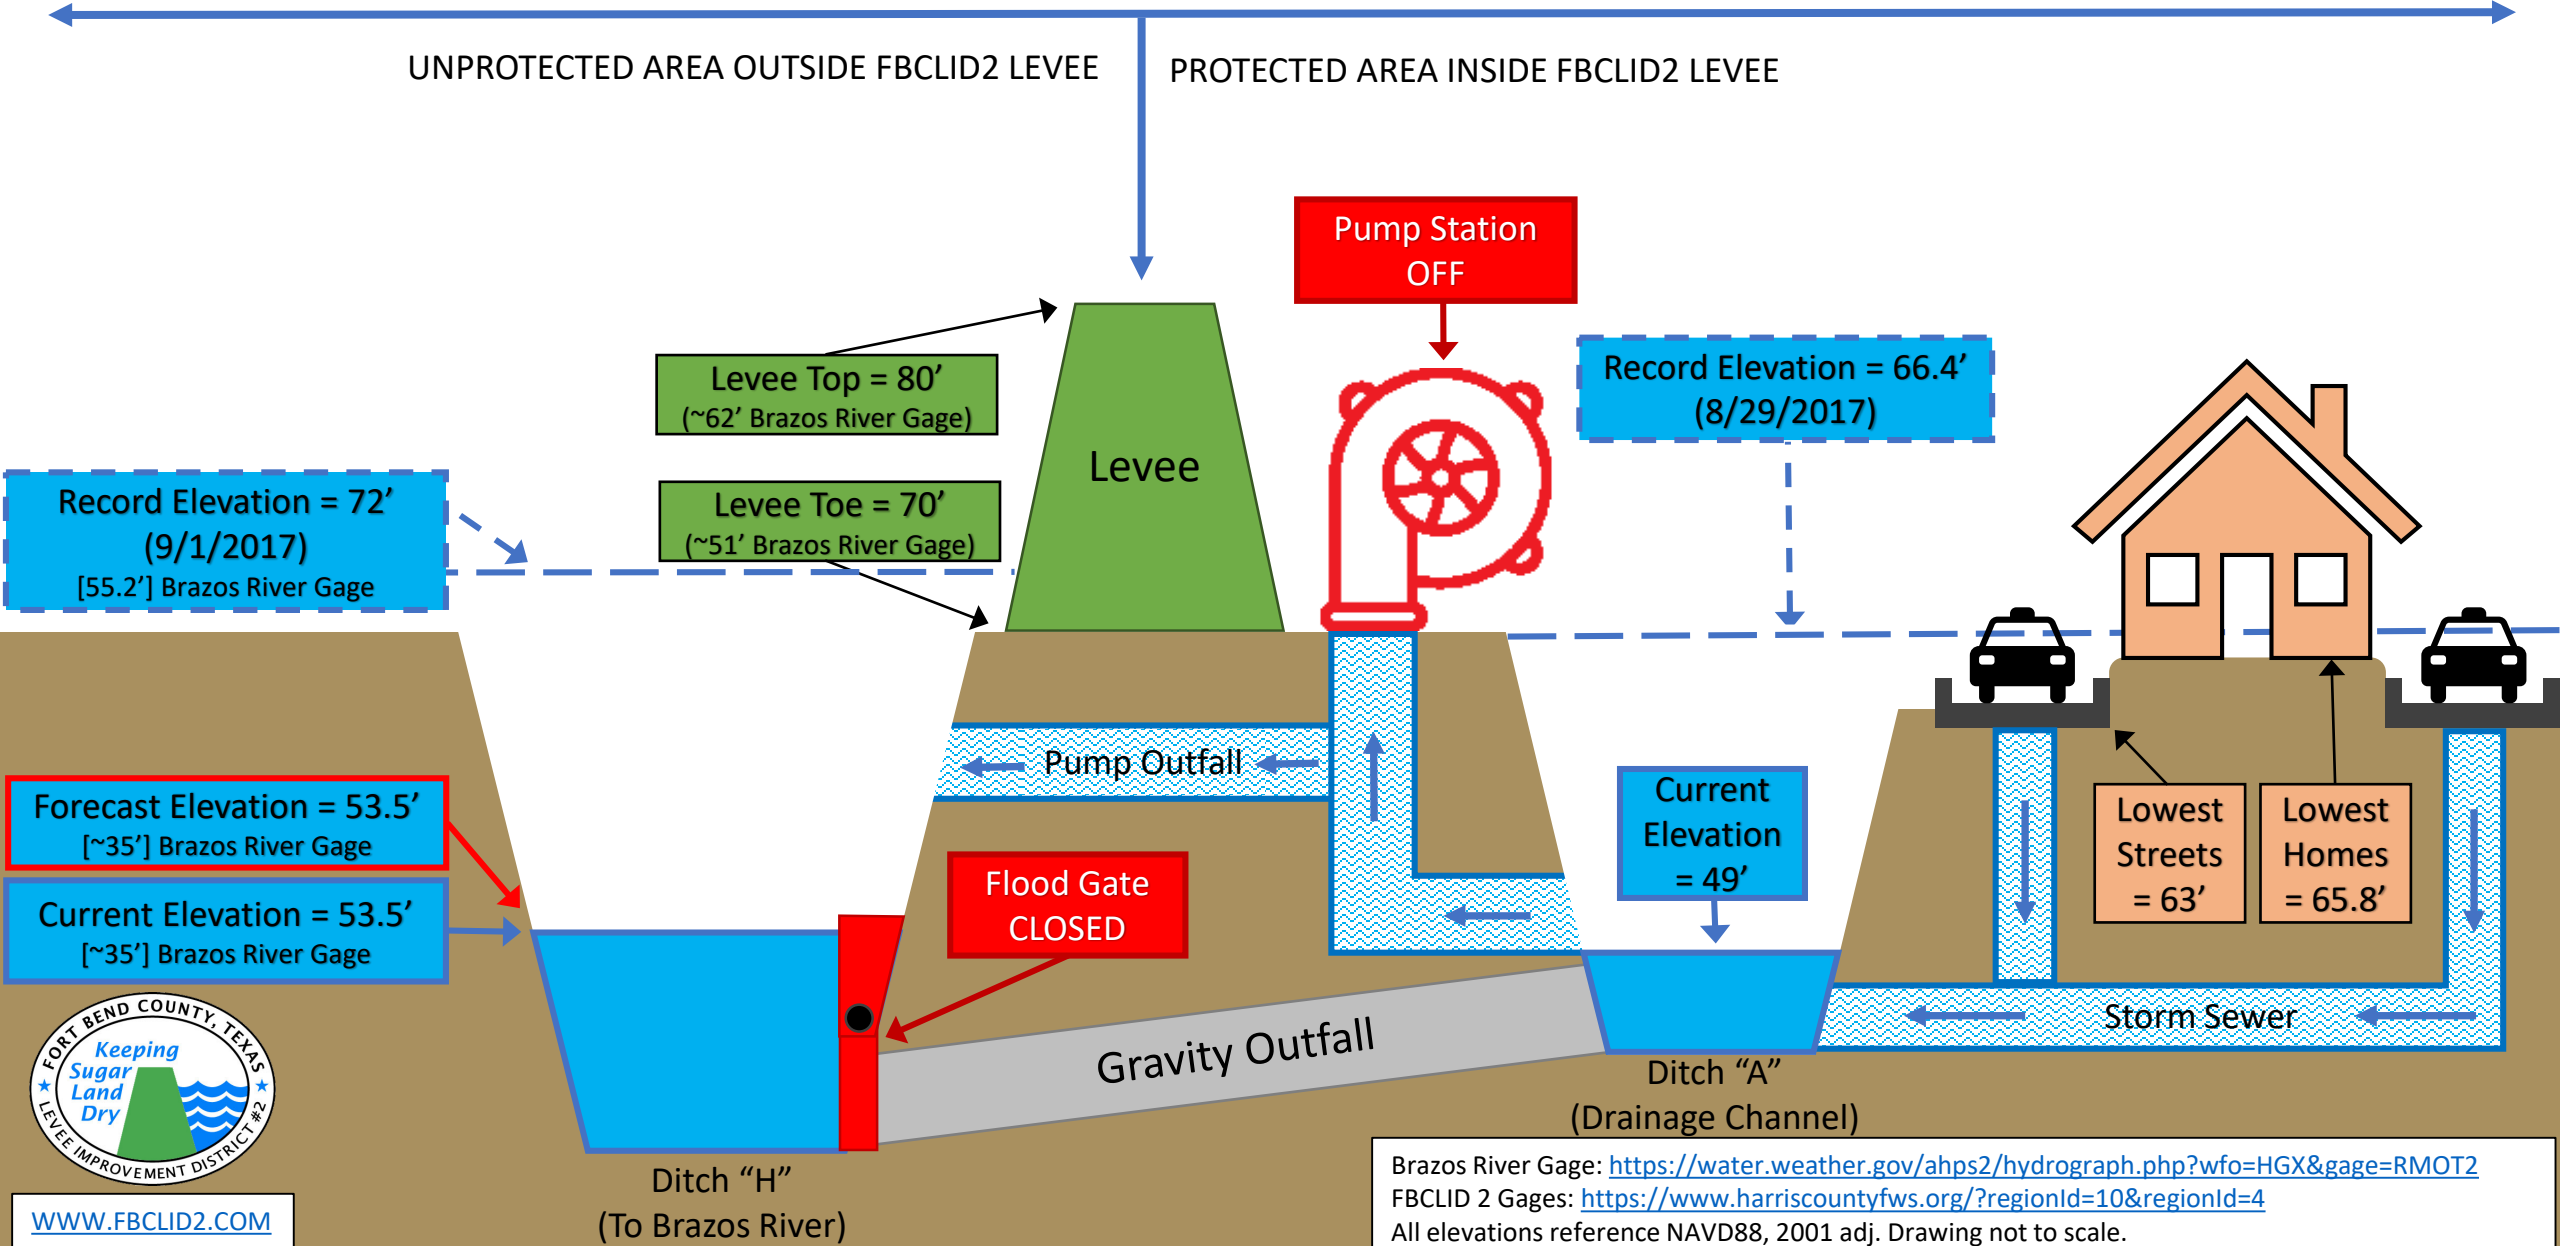 UNPROTECTED AREA OUTSIDE FBCLID2 LEVEE
PROTECTED AREA INSIDE FBCLID2 LEVEE
Pump Station
OFF
Levee Top = 80’
(~62’ Brazos River Gage)
Record Elevation = 66.4’
(8/29/2017)
Levee
Record Elevation = 72’
(9/1/2017)
[55.2’] Brazos River Gage
Levee Toe = 70’
(~51’ Brazos River Gage)
Pump Outfall
Forecast Elevation = 53.5’
[~35’] Brazos River Gage
Current Elevation = 53.5’
[~35’] Brazos River Gage
Flood Gate
CLOSED
Current
Elevation
= 49’
Lowest
Streets
= 63’
Lowest
Homes
= 65.8’
Gravity Outfall
Storm Sewer
FORT BEND COUNTY, TEXAS
Keeping
Sugar
Land
Dry
LEVEE IMPROVEMENT DISTRICT #2
Ditch “A”
(Drainage Channel)
Ditch “H”
(To Brazos River)
WWW.FBCLID2.COM
Brazos River Gage: https://water.weather.gov/ahps2/hydrograph.php?wfo=HGX&gage=RMOT2
FBCLID 2 Gages: https://www.harriscountyfws.org/?regionId=10&regionId=4
All elevations reference NAVD88, 2001 adj. Drawing not to scale.